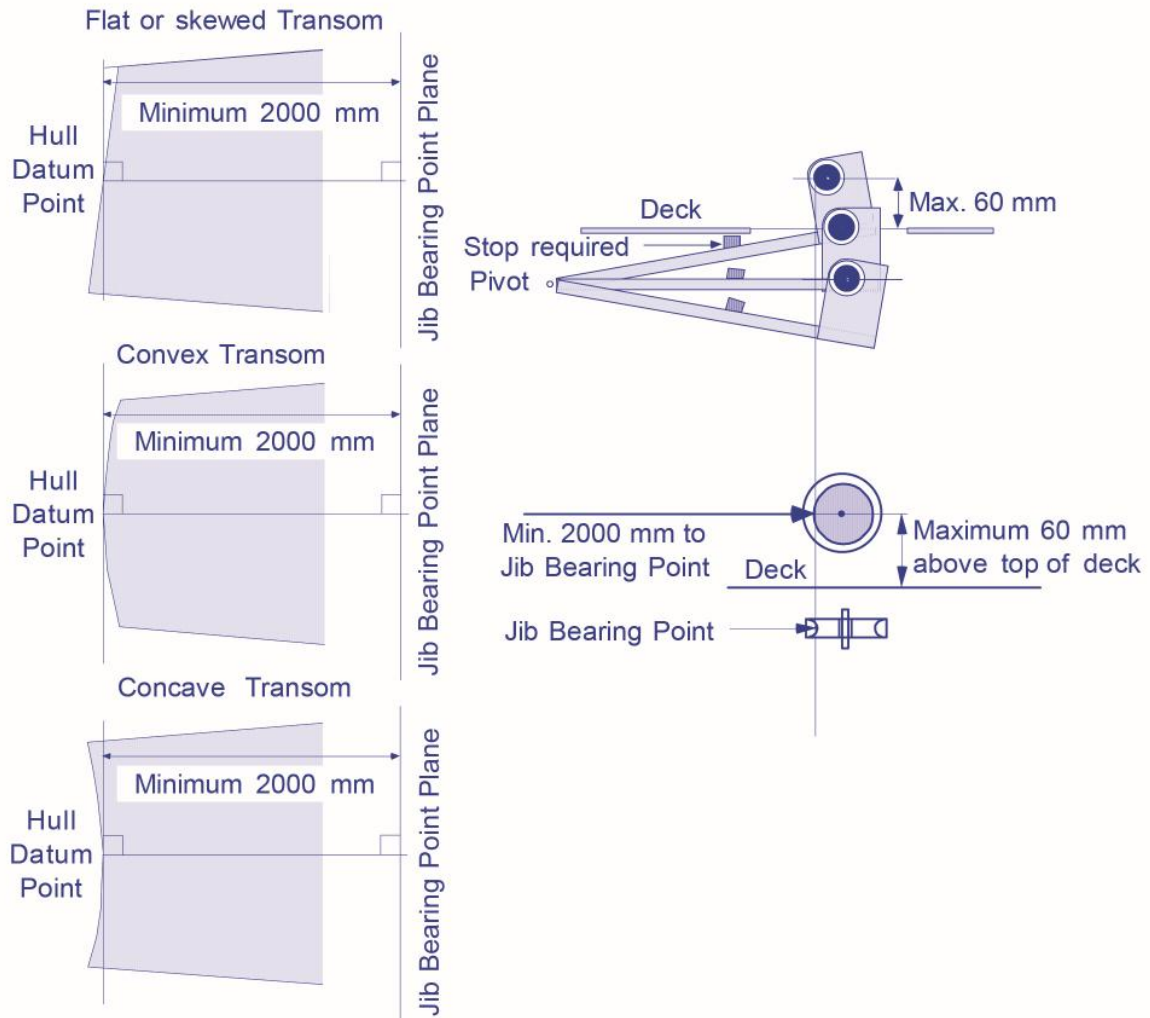 Flat or skewed Transom
Minimum 2000 mm
Hull
Datum
Point
Jib Bearing Point Plane
Convex Transom
Minimum 2000 mm
Hull
Datum
Point
Jib Bearing Point Plane
Concave Transom
Minimum 2000 mm
Hull
Datum
Point
Jib Bearing Point Plane
Deck
Max. 60 mm
Stop required
Pivot
Min. 2000 mm to
Jib Bearing Point
Maximum 60 mm
above top of deck
Deck
Jib Bearing Point